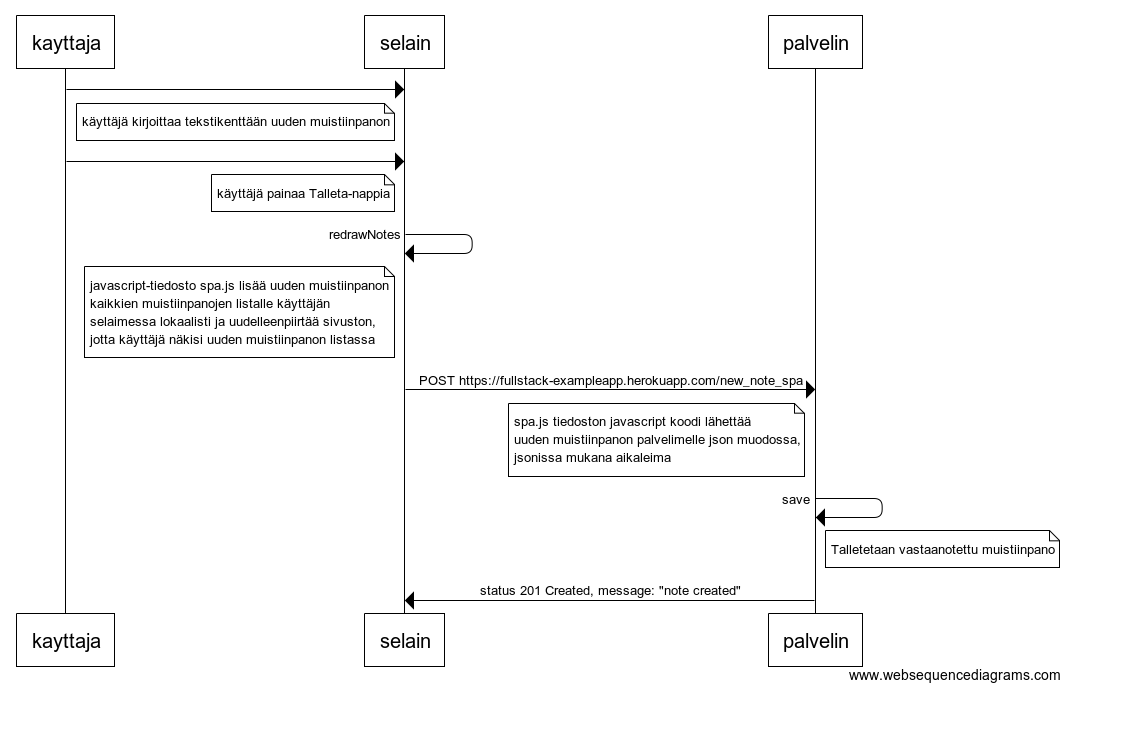 kayttaja
selain
palvelin
käyttäjä kirjoittaa tekstikenttään uuden muistiinpanon
käyttäjä painaa Talleta-nappia
redrawNotes
javascript-tiedosto spa.js lisää uuden muistiinpanon
kaikkien muistiinpanojen listalle käyttäjän
selaimessa lokaalisti ja uudelleenpiirtää sivuston,
jotta käyttäjä näkisi uuden muistiinpanon listassa
POST https://fullstack-exampleapp.herokuapp.com/new_note_spa
spa.js tiedoston javascript koodi lähettää
uuden muistiinpanon palvelimelle json muodossa,
jsonissa mukana aikaleima
save
Talletetaan vastaanotettu muistiinpano
status 201 Created, message: "note created"
kayttaja
selain
palvelin
www.websequencediagrams.com